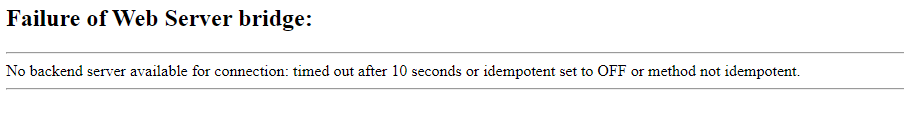 Failure of Web Server bridge:
No backend server available for connection: timed out after 10 seconds or idempotent set to OFF or method not idempotent.